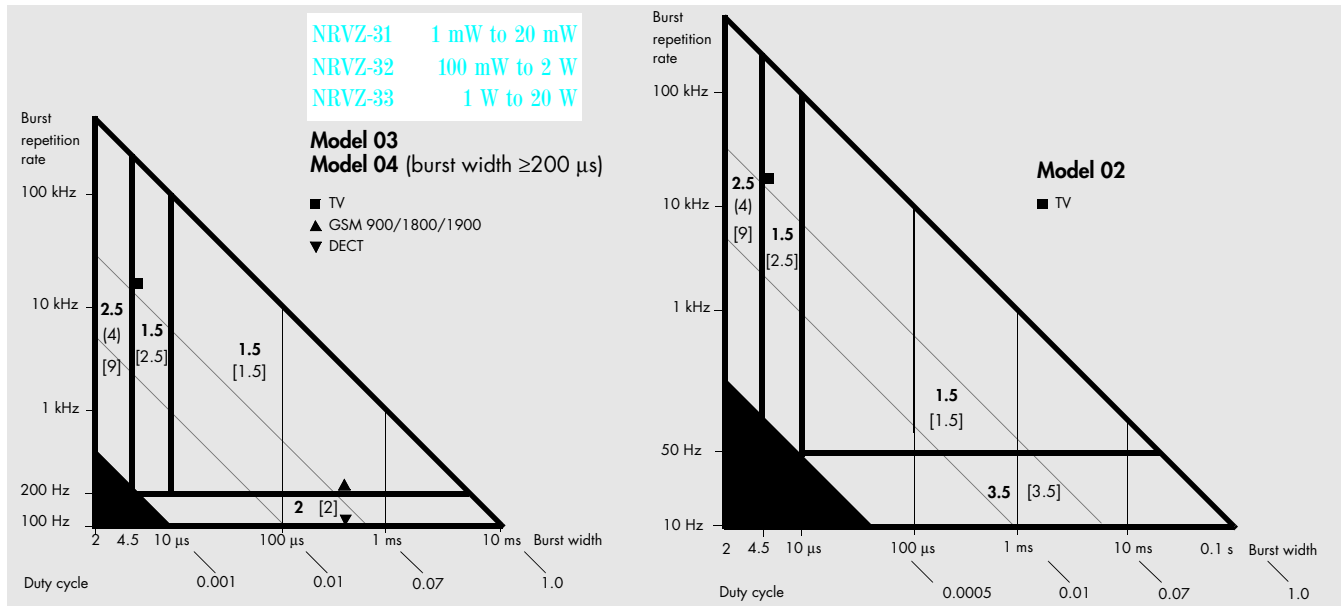 NRVZ-31 1 mW to 20 mW
NRVZ-32 100 mW to 2 W
NRVZ-33 1 W to 20 W
Burst
repetition
rate
Model 03
Model 04 (burst width ≥200 µs)
TV
GSM 900/1800/1900
DECT
100 kHz
10 kHz
1 kHz
200 Hz
100 Hz
2.5
(4)
[9]
1.5
[2.5]
1.5
[1.5]
2 [2]
2 4.5 10 µs 100 µs 1 ms 10 ms Burst width
Duty cycle 0.001 0.01 0.07 1.0
Burst
repetition
rate
Model 02
TV
100 kHz
10 kHz
1 kHz
50 Hz
10 Hz
2.5
(4)
[9]
1.5
[2.5]
1.5
[1.5]
3.5 [3.5]
2 4.5 10 µs 100 µs 1 ms 10 ms 0.1 s Burst width
Duty cycle 0.0005 0.01 0.07 1.0